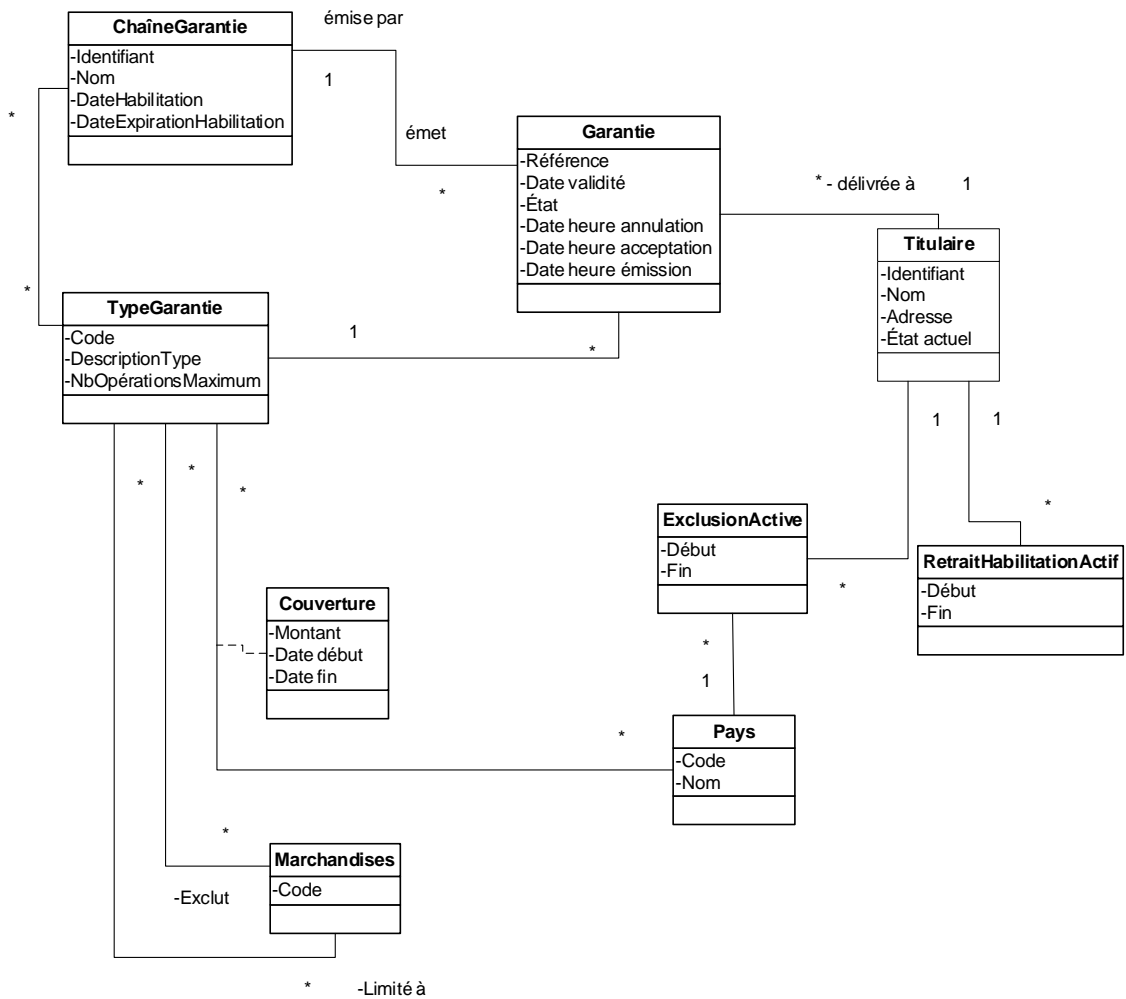 ChaîneGarantie
-Identifiant
-Nom
-DateHabilitation
-DateExpirationHabilitation
émise par
1
émet
*
*
*
Garantie
-Référence
-Date validité
-État
-Date heure annulation
-Date heure acceptation
-Date heure émission
* - délivrée à 1
Titulaire
-Identifiant
-Nom
-Adresse
-État actuel
TypeGarantie
-Code
-DescriptionType
-NbOpérationsMaximum
1
*
1
1
*
*
*
ExclusionActive
-Début
-Fin
*
*
RetraitHabilitationActif
-Début
-Fin
Couverture
-Montant
-Date début
-Date fin
*
1
*
Pays
-Code
-Nom
*
Marchandises
-Code
-Exclut
* -Limité à